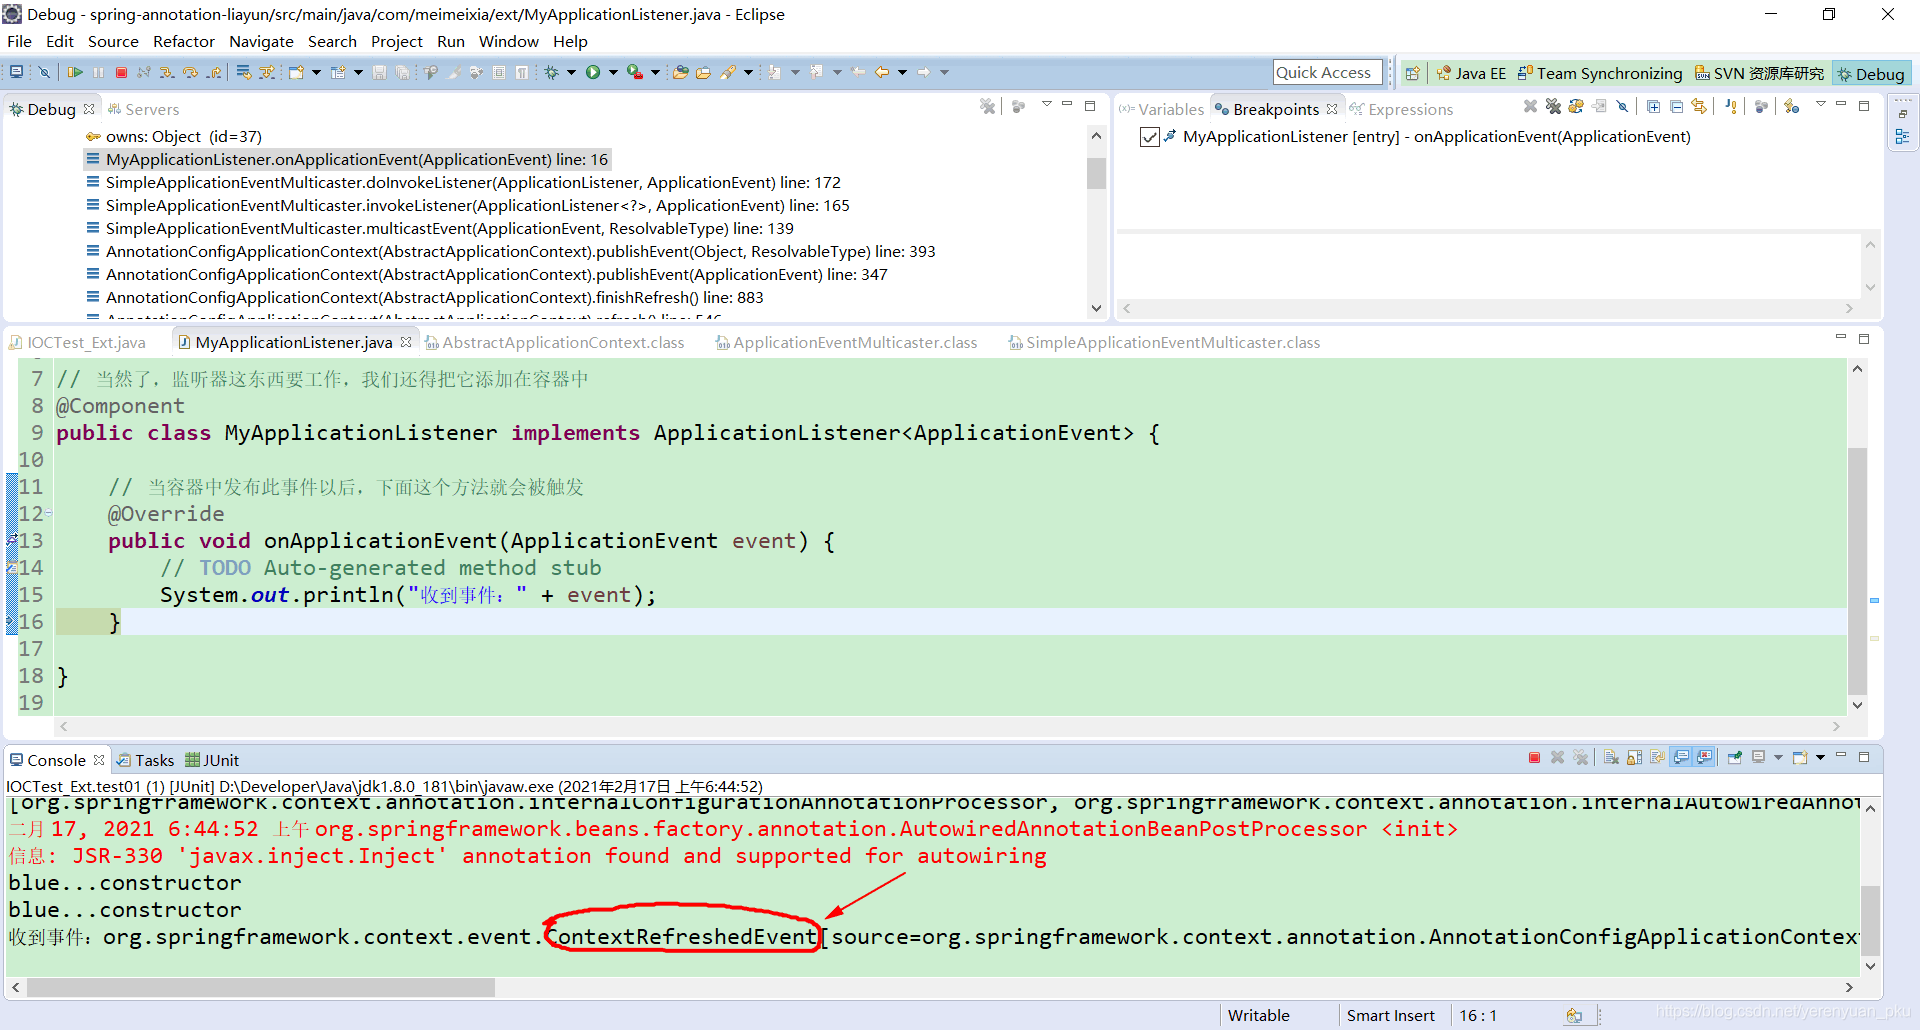 Debug - spring-annotation-liayun/src/main/java/com/meimeixia/ext/MyApplicationListener.java - Eclipse
File Edit Source Refactor Navigate Search Project Run Window Help
Quick Access Java EE Team Synchronizing SVN 资源库研究 Debug
Debug Servers
owns: Object (id=37)
MyApplicationListener.onApplicationEvent(ApplicationEvent) line: 16
SimpleApplicationEventMulticaster.doInvokeListener(ApplicationListener, ApplicationEvent) line: 172
SimpleApplicationEventMulticaster.invokeListener(ApplicationListener<?>, ApplicationEvent) line: 165
SimpleApplicationEventMulticaster.multicastEvent(ApplicationEvent, ResolvableType) line: 139
AnnotationConfigApplicationContext(AbstractApplicationContext).publishEvent(Object, ResolvableType) line: 393
AnnotationConfigApplicationContext(AbstractApplicationContext).publishEvent(ApplicationEvent) line: 347
AnnotationConfigApplicationContext(AbstractApplicationContext).finishRefresh() line: 883
AnnotationConfigApplicationContext(AbstractApplicationContext).refresh() line: 546
(x)= Variables Breakpoints Expressions
MyApplicationListener [entry] - onApplicationEvent(ApplicationEvent)
IOCTest_Ext.java MyApplicationListener.java AbstractApplicationContext.class ApplicationEventMulticaster.class SimpleApplicationEventMulticaster.class
7 // 当然了，监听器这东西要工作，我们还得把它添加在容器中
8 @Component
9 public class MyApplicationListener implements ApplicationListener<ApplicationEvent> {
10
11 // 当容器中发布此事件以后，下面这个方法就会被触发
12 @Override
13 public void onApplicationEvent(ApplicationEvent event) {
14 // TODO Auto-generated method stub
15 System.out.println("收到事件：" + event);
16 }
17
18 }
19
Console Tasks JUnit
IOCTest_Ext.test01 (1) [JUnit] D:\Developer\Java\jdk1.8.0_181\bin\javaw.exe (2021年2月17日 上午6:44:52)
[org.springframework.context.annotation.internalConfigurationAnnotationProcessor, org.springframework.context.annotation.internalAutowiredAnnot
二月 17, 2021 6:44:52 上午 org.springframework.beans.factory.annotation.AutowiredAnnotationBeanPostProcessor <init>
信息: JSR-330 'javax.inject.Inject' annotation found and supported for autowiring
blue...constructor
blue...constructor
收到事件：org.springframework.context.event.ContextRefreshedEvent[source=org.springframework.context.annotation.AnnotationConfigApplicationContex
Writable Smart Insert 16 : 1
https://blog.csdn.net/yerenyuan_pku